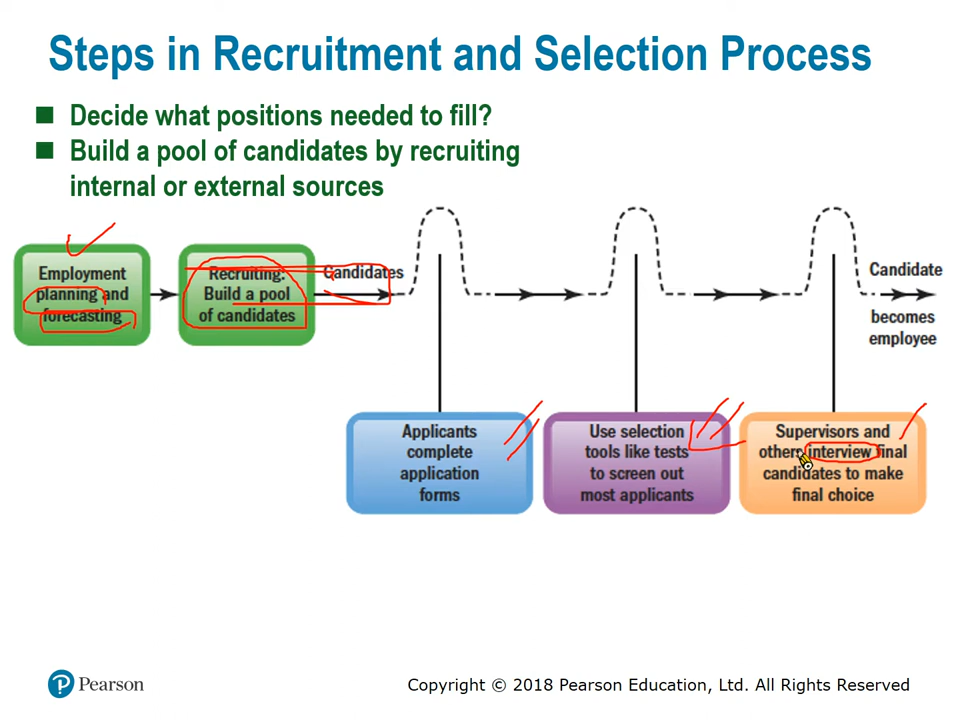 Steps in Recruitment and Selection Process
Decide what positions needed to fill?
Build a pool of candidates by recruiting
internal or external sources
Employment
planning and
forecasting
Recruiting:
Build a pool
of candidates
Candidates
Candidate
becomes
employee
Applicants
complete
application
forms
Use selection
tools like tests
to screen out
most applicants
Supervisors and
others interview final
candidates to make
final choice
Pearson
Copyright © 2018 Pearson Education, Ltd. All Rights Reserved